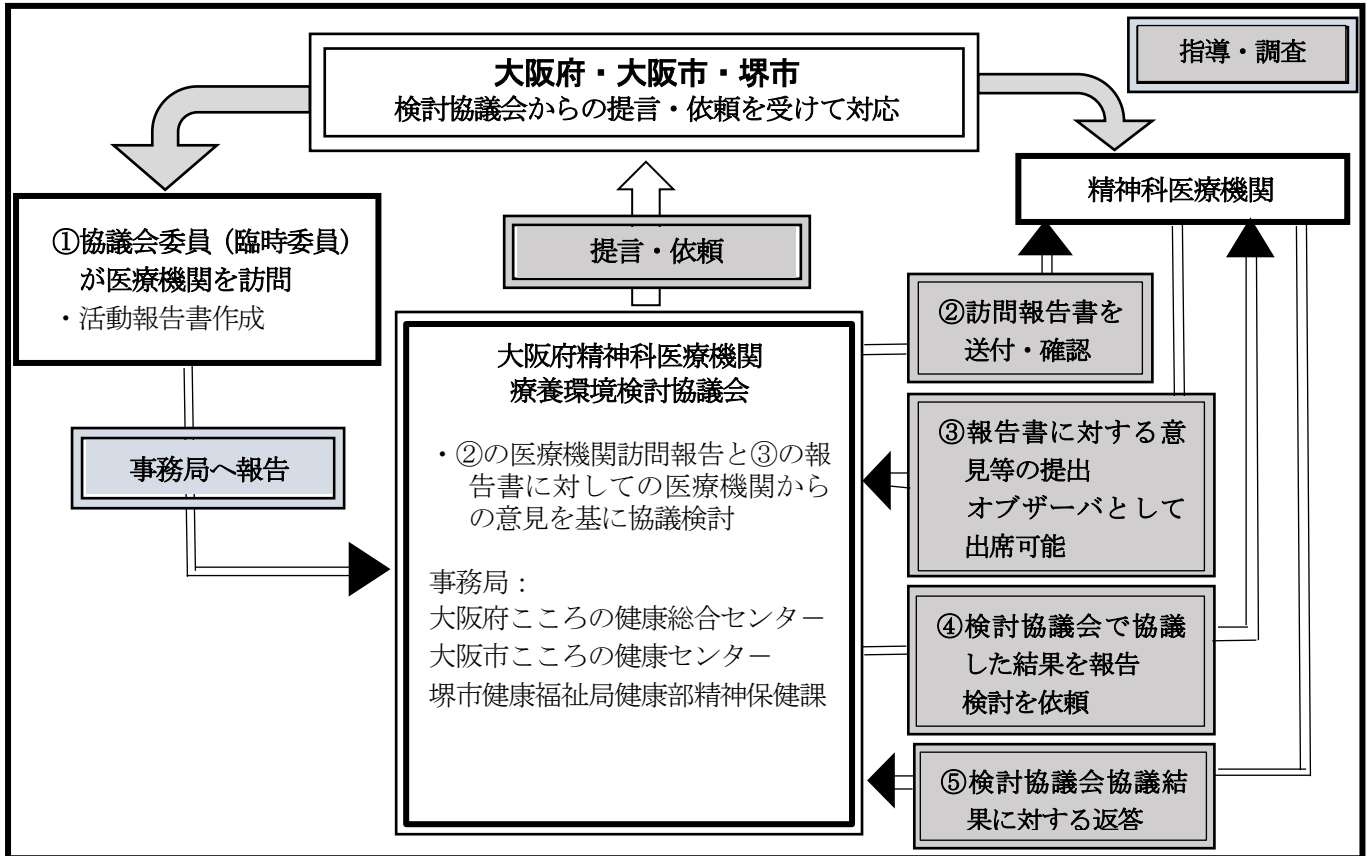 指導・調査
大阪府・大阪市・堺市
検討協議会からの提言・依頼を受けて対応
精神科医療機関
①協議会委員（臨時委員）
が医療機関を訪問
・活動報告書作成
提言・依頼
②訪問報告書を
送付・確認
大阪府精神科医療機関
療養環境検討協議会
・②の医療機関訪問報告と③の報
告書に対しての医療機関から
の意見を基に協議検討
事務局：
大阪府こころの健康総合センター
大阪市こころの健康センター
堺市健康福祉局健康部精神保健課
事務局へ報告
③報告書に対する意
見等の提出
オブザーバとして
出席可能
④検討協議会で協議
した結果を報告
検討を依頼
⑤検討協議会協議結
果に対する返答